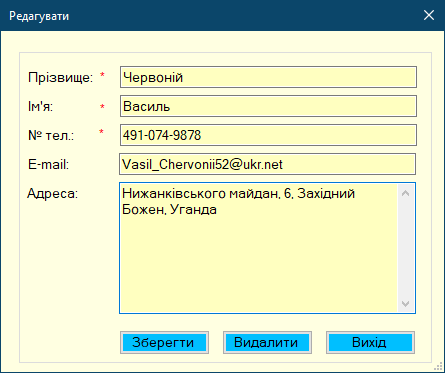 Редагувати
Прізвище: * Червоній
Ім'я: * Василь
№ тел.: * 491-074-9878
E-mail: Vasil_Chervonii52@ukr.net
Адреса: Нижанківського майдан, 6, Західний
Божен, Уганда
Зберегти Видалити Вихід